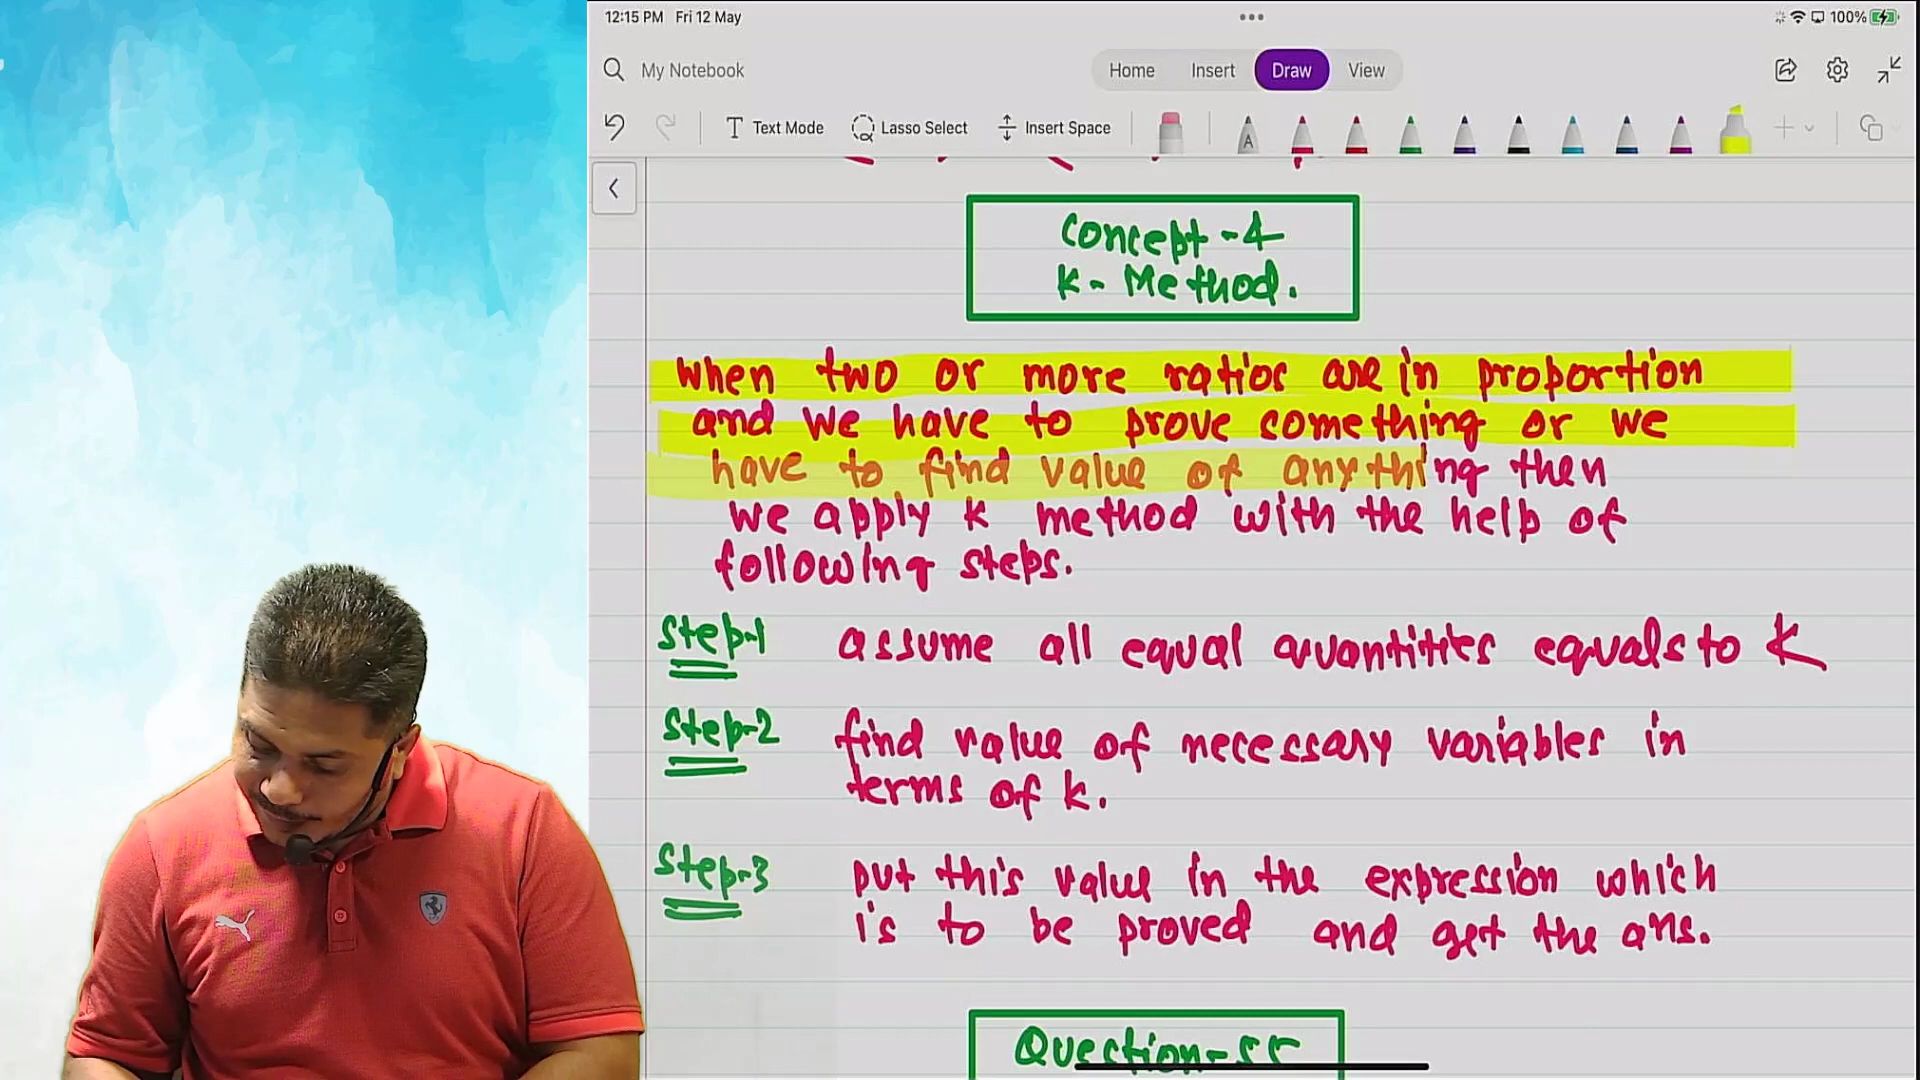 12:15 PM Fri 12 May
100%
My Notebook
Home Insert Draw View
Text Mode Lasso Select Insert Space
A
Concept-4
K- Method.
When two or more ratios are in proportion
and we have to prove something or we
have to find value of anything then
we apply k method with the help of
following steps.
Step-1 assume all equal quantities equals to K
Step-2 find value of necessary variables in
terms of k.
Step-3 put this value in the expression which
is to be proved and get the ans.
Question-55